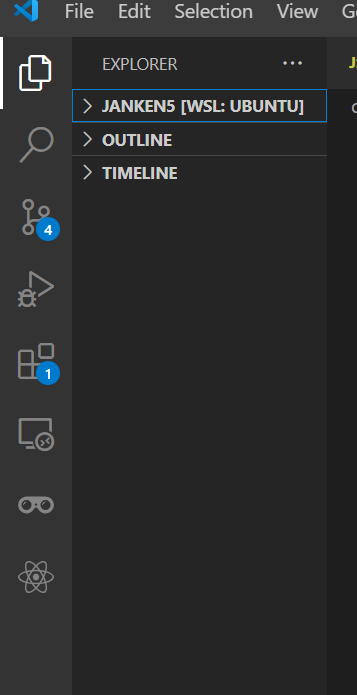 File Edit Selection View
EXPLORER
JANKEN5 [WSL: UBUNTU]
OUTLINE
TIMELINE
4
1